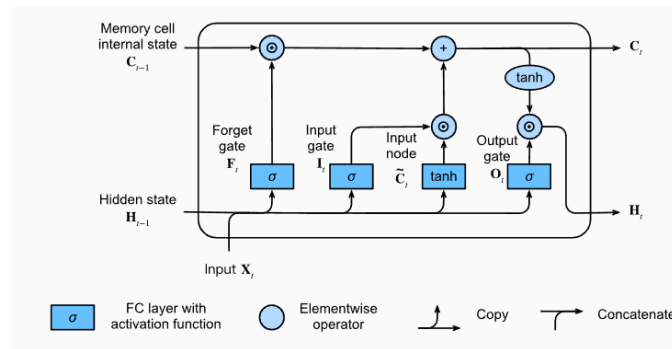 Memory cell
internal state
C_{t−1}
C_t
tanh
Forget
gate
F_t
Input
gate
I_t
Input
node
C̃_t
Output
gate
O_t
σ
σ
tanh
σ
Hidden state
H_{t−1}
H_t
Input X_t
σ
FC layer with
activation function
Elementwise
operator
Copy
Concatenate